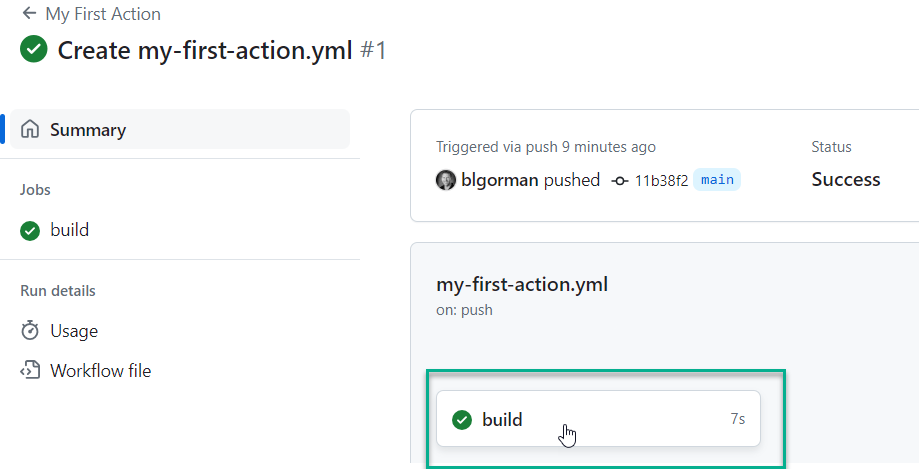 My First Action
Create my-first-action.yml #1
Summary
Jobs
build
Run details
Usage
Workflow file
Triggered via push 9 minutes ago
blgorman pushed 11b38f2 main
Status
Success
my-first-action.yml
on: push
build 7s